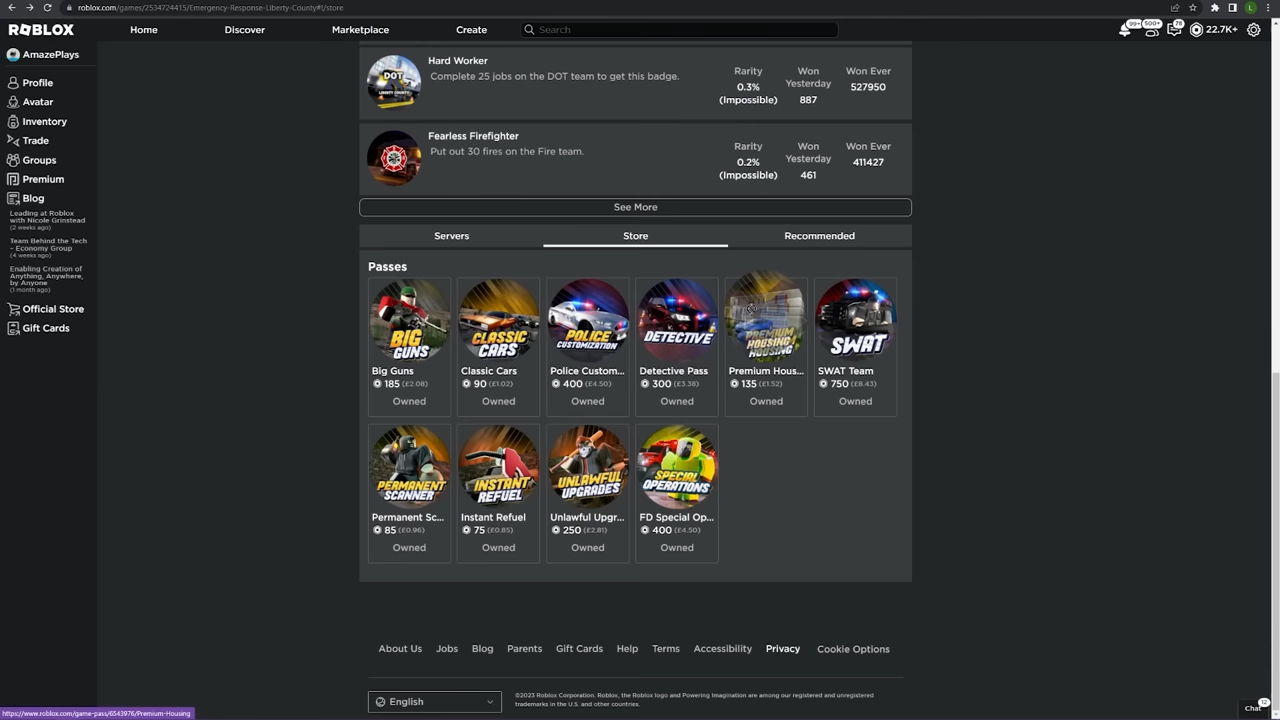 roblox.com/games/2534724415/Emergency-Response-Liberty-County#!/store
ROBLOX
Home
Discover
Marketplace
Create
Search
99+
500+
76
22.7K+
AmazePlays
Profile
Avatar
Inventory
Trade
Groups
Premium
Blog
Leading at Roblox
with Nicole Grinstead
(2 weeks ago)
Team Behind the Tech
- Economy Group
(4 weeks ago)
Enabling Creation of
Anything, Anywhere,
by Anyone
(1 month ago)
Official Store
Gift Cards
DOT
LIBERTY COUNTY
Hard Worker
Complete 25 jobs on the DOT team to get this badge.
Rarity
0.3%
(Impossible)
Won
Yesterday
887
Won Ever
527950
Fearless Firefighter
Put out 30 fires on the Fire team.
Rarity
0.2%
(Impossible)
Won
Yesterday
461
Won Ever
411427
See More
Servers
Store
Recommended
Passes
BIG
GUNS
Big Guns
185 (£2.08)
Owned
CLASSIC
CARS
Classic Cars
90 (£1.02)
Owned
POLICE
CUSTOMIZATION
Police Custom...
400 (£4.50)
Owned
DETECTIVE
Detective Pass
300 (£3.38)
Owned
PREMIUM
HOUSING
Premium Hous...
135 (£1.52)
Owned
SWAT
SWAT Team
750 (£8.43)
Owned
PERMANENT
SCANNER
Permanent Sc...
85 (£0.96)
Owned
INSTANT
REFUEL
Instant Refuel
75 (£0.85)
Owned
UNLAWFUL
UPGRADES
Unlawful Upgr...
250 (£2.81)
Owned
SPECIAL
OPERATIONS
FD Special Op...
400 (£4.50)
Owned
About Us
Jobs
Blog
Parents
Gift Cards
Help
Terms
Accessibility
Privacy
Cookie Options
English
©2023 Roblox Corporation. Roblox, the Roblox logo and Powering Imagination are among our registered and unregistered
trademarks in the U.S. and other countries.
https://www.roblox.com/game-pass/6543976/Premium-Housing
Chat
12